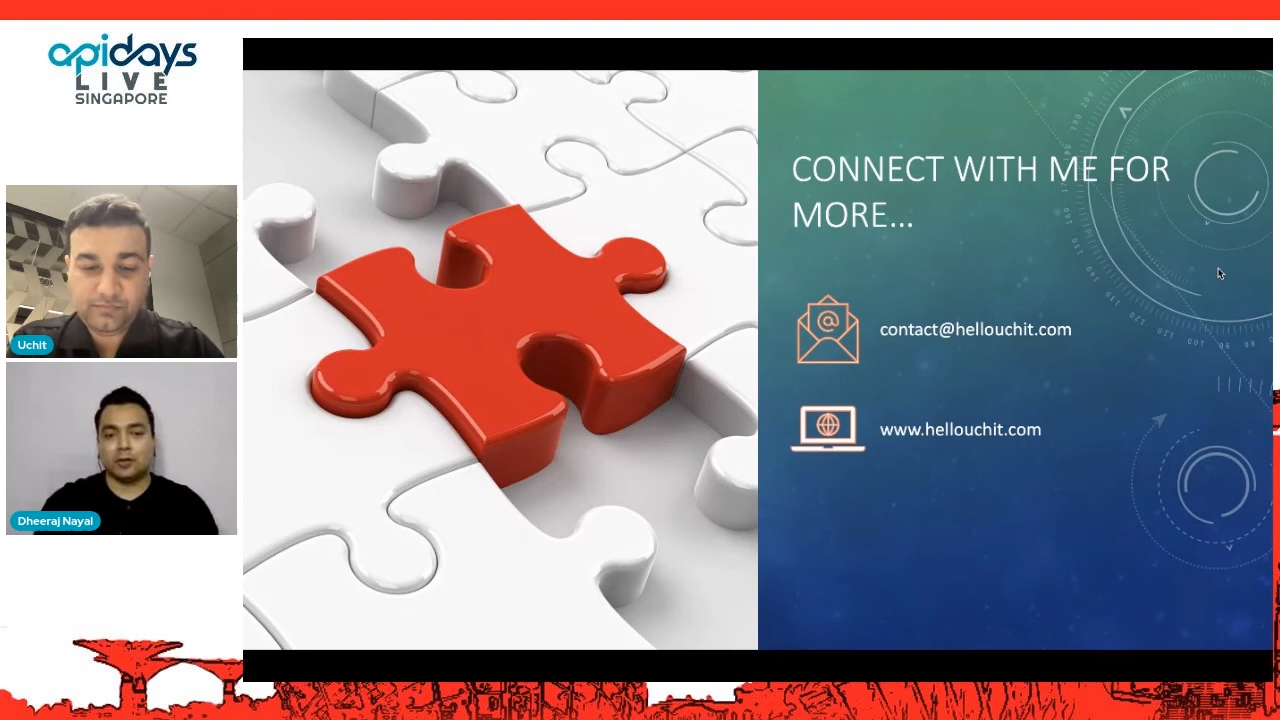 apidays
LIVE
SINGAPORE
Uchit
Dheeraj Nayal
CONNECT WITH ME FOR
MORE...
@
contact@hellouchit.com
www.hellouchit.com